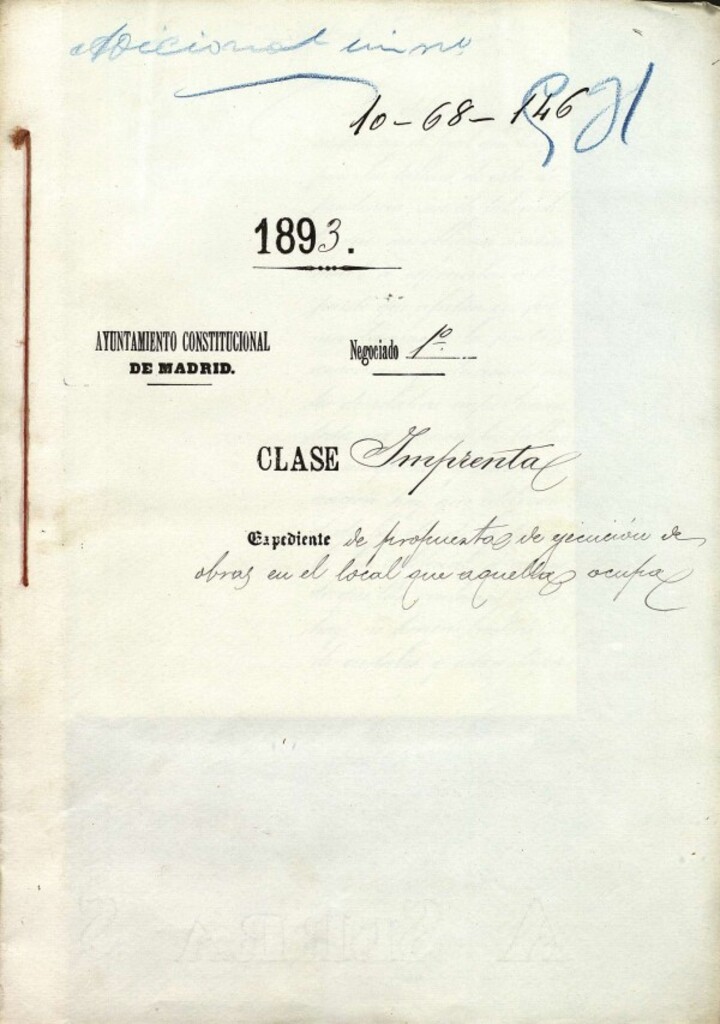 Adicional
10-68-146
1893.
AYUNTAMIENTO CONSTITUCIONAL
DE MADRID.
Negociado 1º
CLASE Imprenta
Expediente de propuesta de ejecución de
obras en el local que aquella ocupa